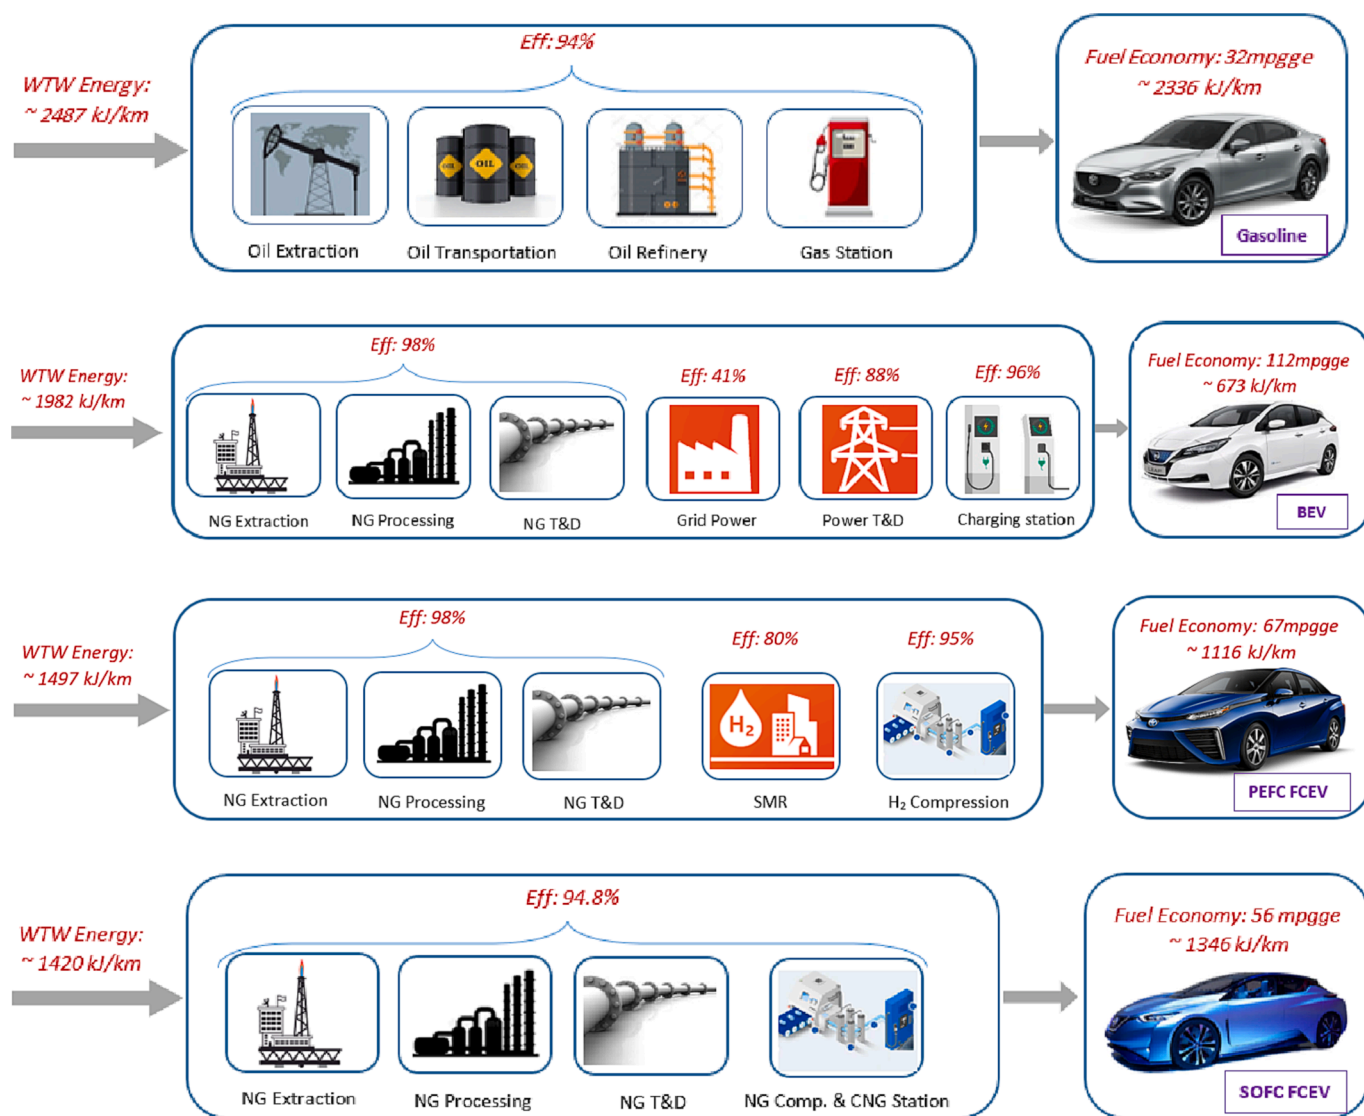 Eff: 94%
WTW Energy:
~ 2487 kJ/km
Fuel Economy: 32mpgge
~ 2336 kJ/km
OIL
Oil Extraction
Oil Transportation
Oil Refinery
Gas Station
Gasoline
WTW Energy:
~ 1982 kJ/km
Eff: 98%
Eff: 41%
Eff: 88%
Eff: 96%
Fuel Economy: 112mpgge
~ 673 kJ/km
NG Extraction
NG Processing
NG T&D
Grid Power
Power T&D
Charging station
BEV
WTW Energy:
~ 1497 kJ/km
Eff: 98%
Eff: 80%
Eff: 95%
Fuel Economy: 67mpgge
~ 1116 kJ/km
H₂
NG Extraction
NG Processing
NG T&D
SMR
H₂ Compression
PEFC FCEV
WTW Energy:
~ 1420 kJ/km
Eff: 94.8%
Fuel Economy: 56 mpgge
~ 1346 kJ/km
NG Extraction
NG Processing
NG T&D
NG Comp. & CNG Station
SOFC FCEV